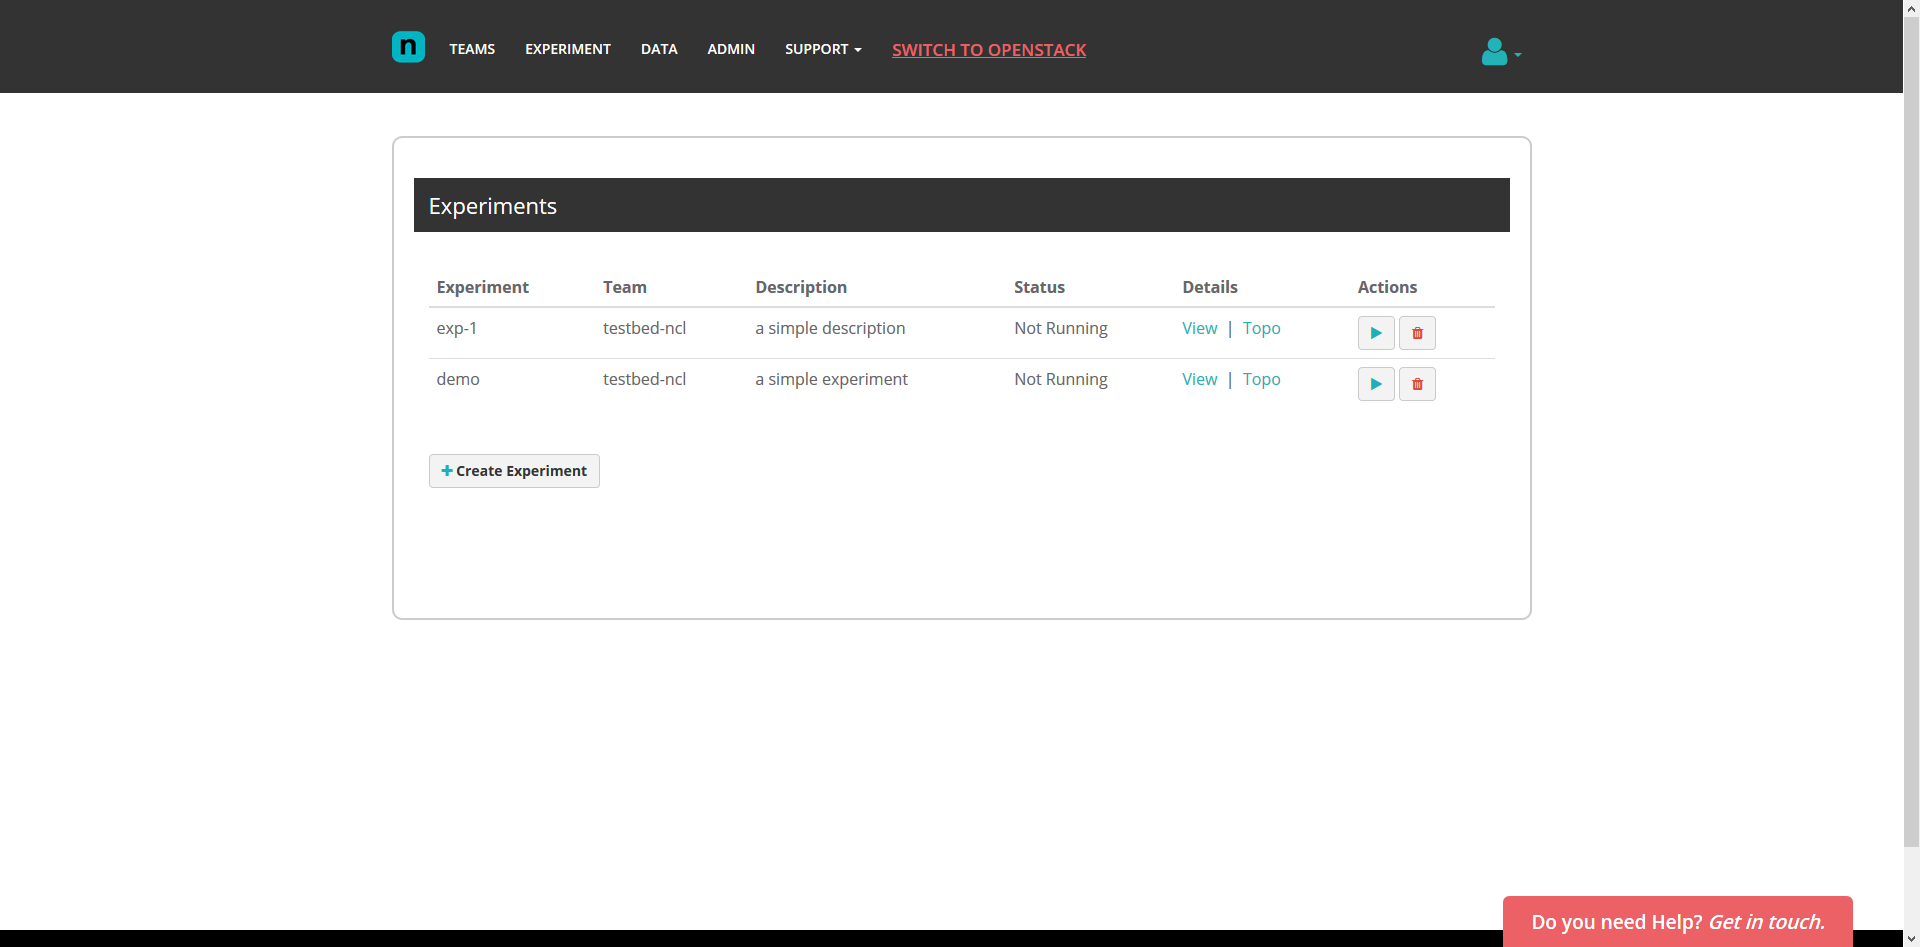 n TEAMS EXPERIMENT DATA ADMIN SUPPORT SWITCH TO OPENSTACK
Experiments
Experiment Team Description Status Details Actions
exp-1 testbed-ncl a simple description Not Running View | Topo
demo testbed-ncl a simple experiment Not Running View | Topo
Create Experiment
Do you need Help? Get in touch.